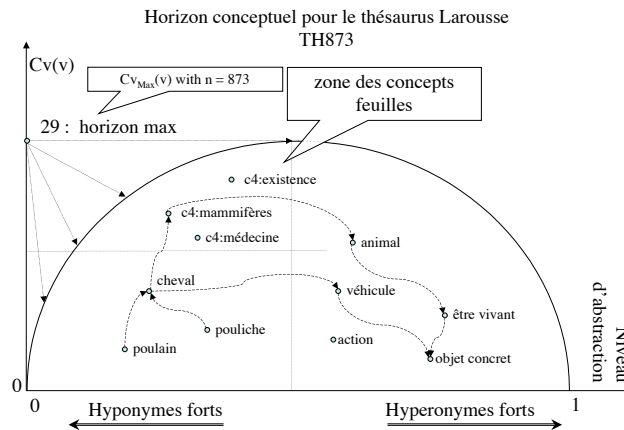 Horizon conceptuel pour le thésaurus Larousse
TH873
Cv(v)
CvMax(v) with n = 873
zone des concepts
feuilles
29 : horizon max
c4:existence
c4:mammifères
c4:médecine
animal
cheval
véhicule
être vivant
pouliche
poulain
action
objet concret
Niveau
d'abstraction
0
0
1
Hyponymes forts
Hyperonymes forts